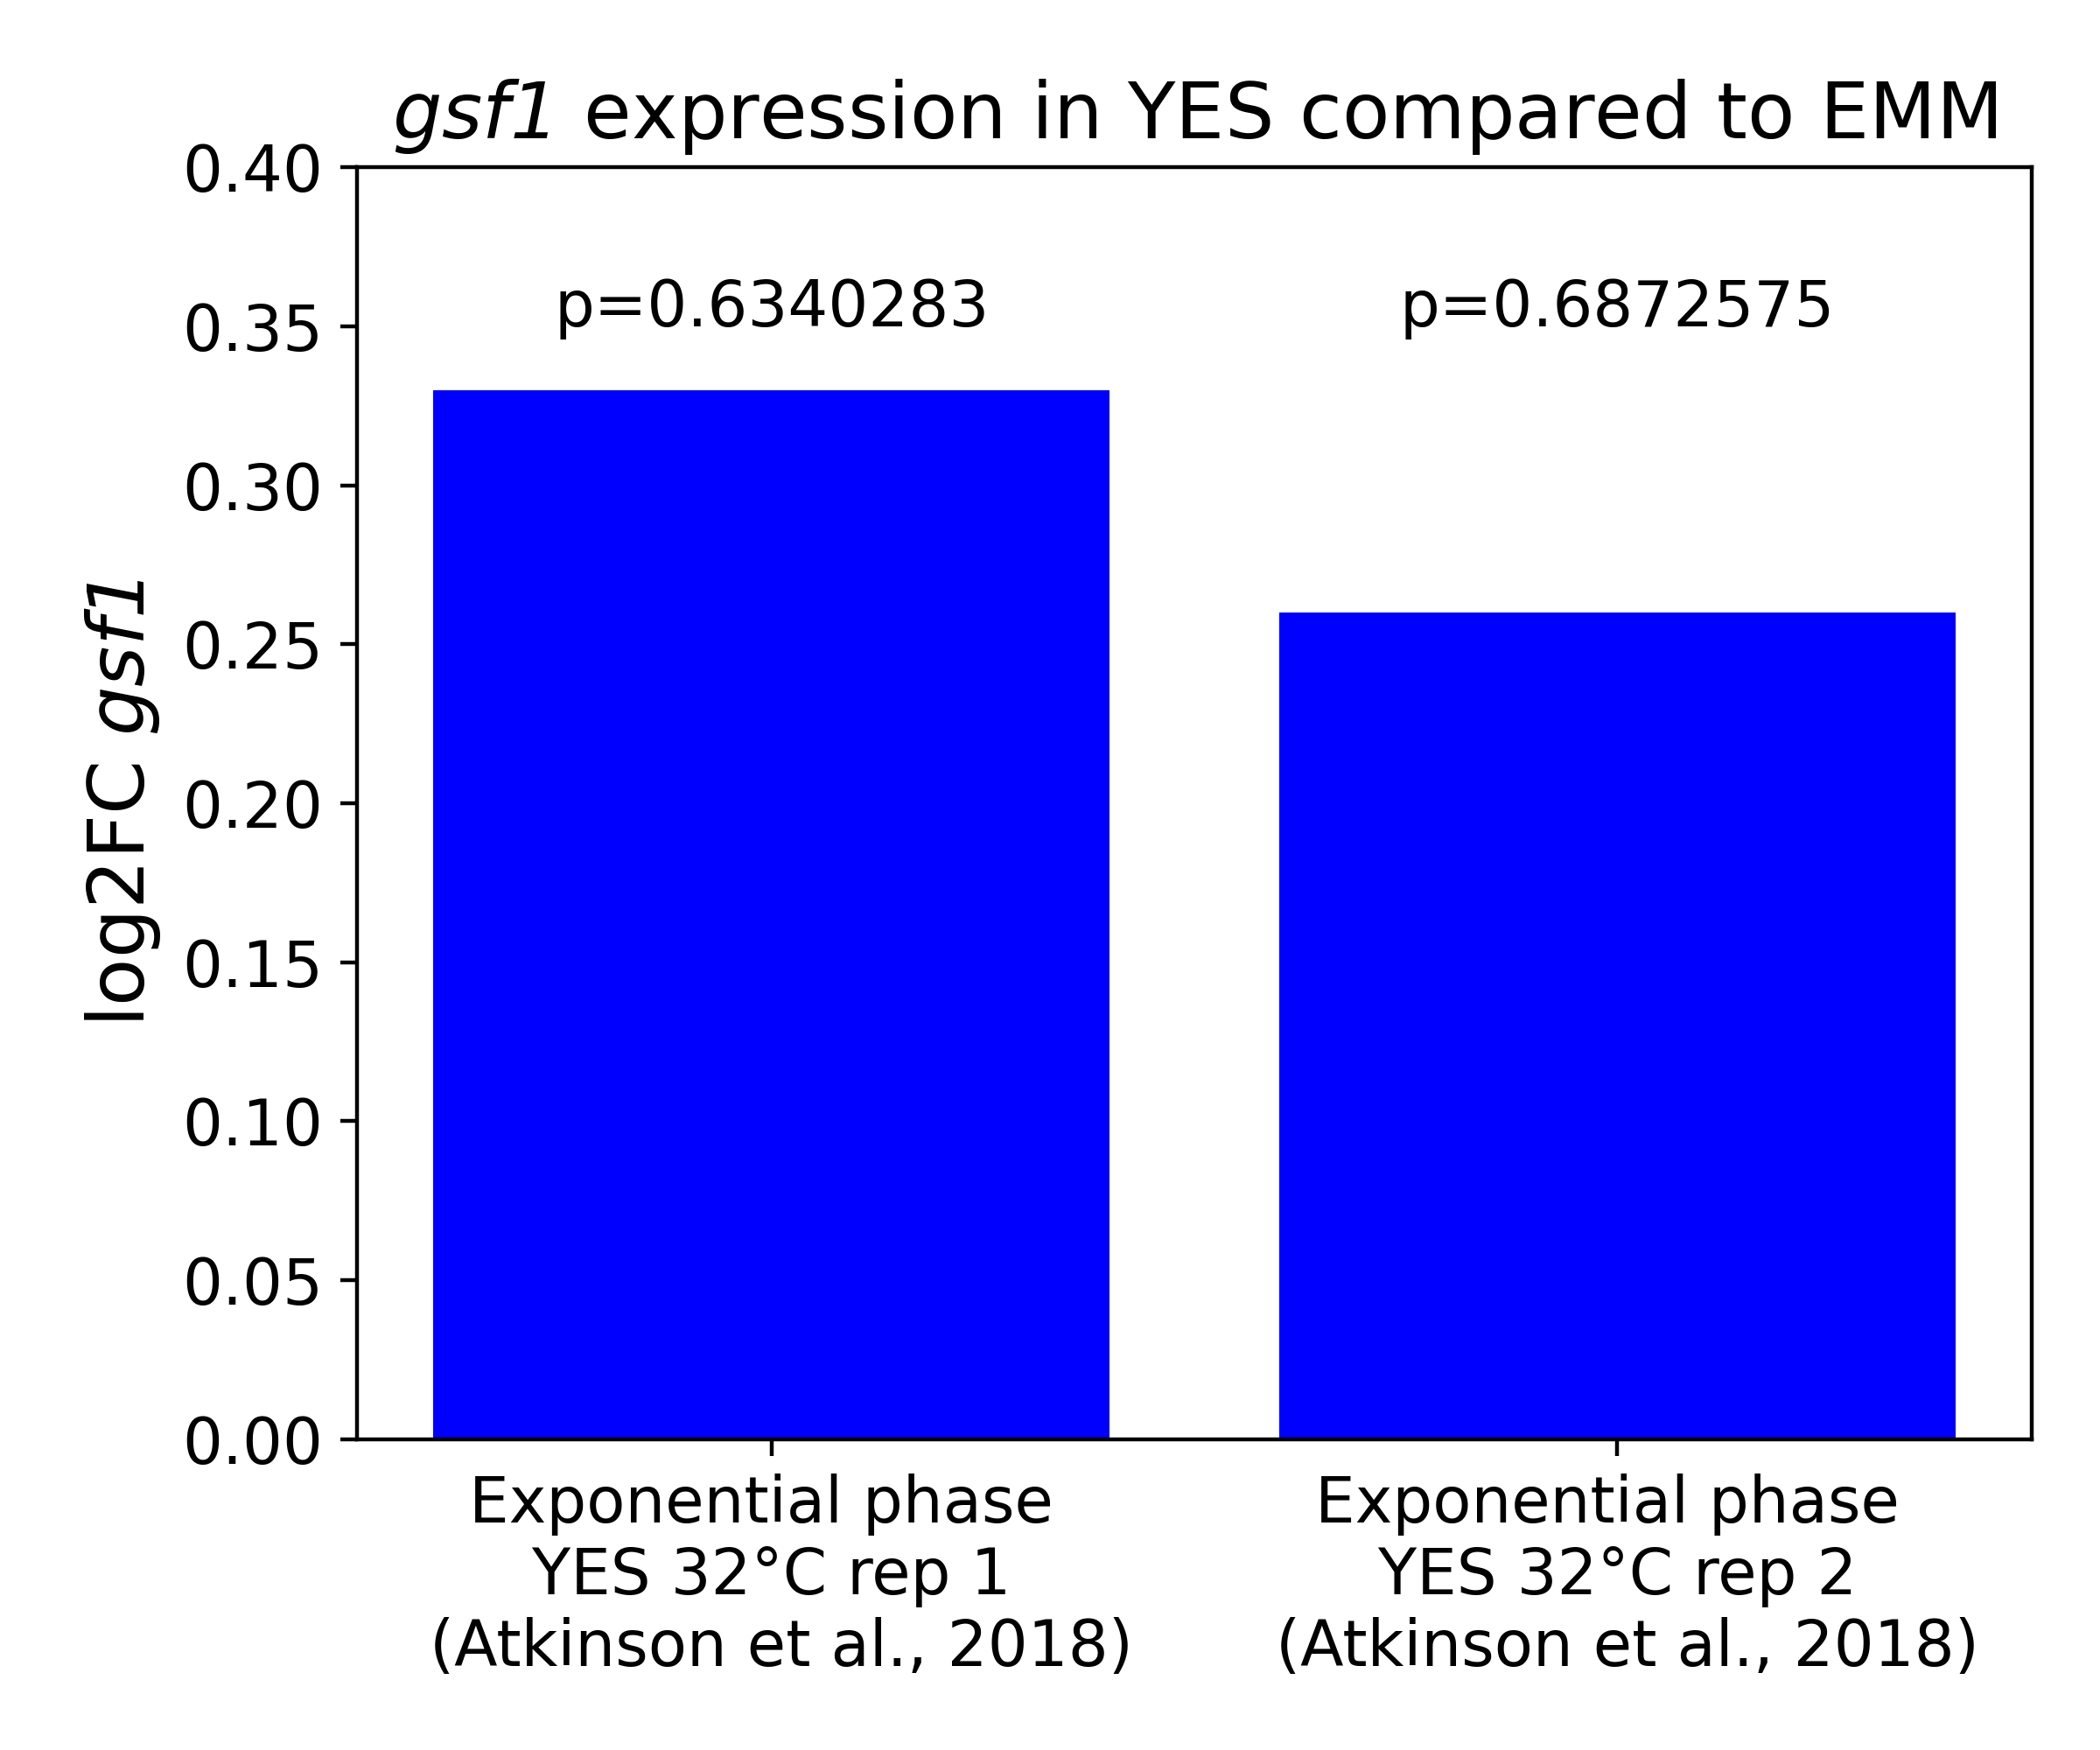 gsf1 expression in YES compared to EMM
log2FC gsf1
0.40
0.35
0.30
0.25
0.20
0.15
0.10
0.05
0.00
p=0.6340283
p=0.6872575
Exponential phase
YES 32°C rep 1
(Atkinson et al., 2018)
Exponential phase
YES 32°C rep 2
(Atkinson et al., 2018)